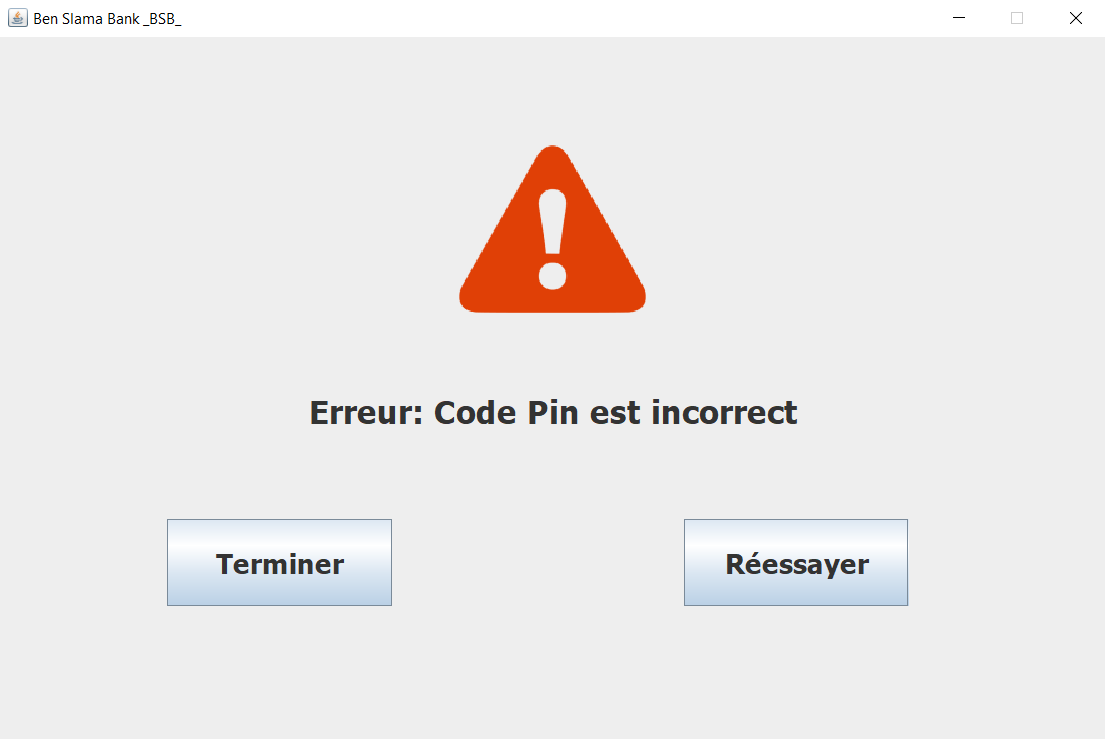 Ben Slama Bank _BSB_
Erreur: Code Pin est incorrect
Terminer
Réessayer